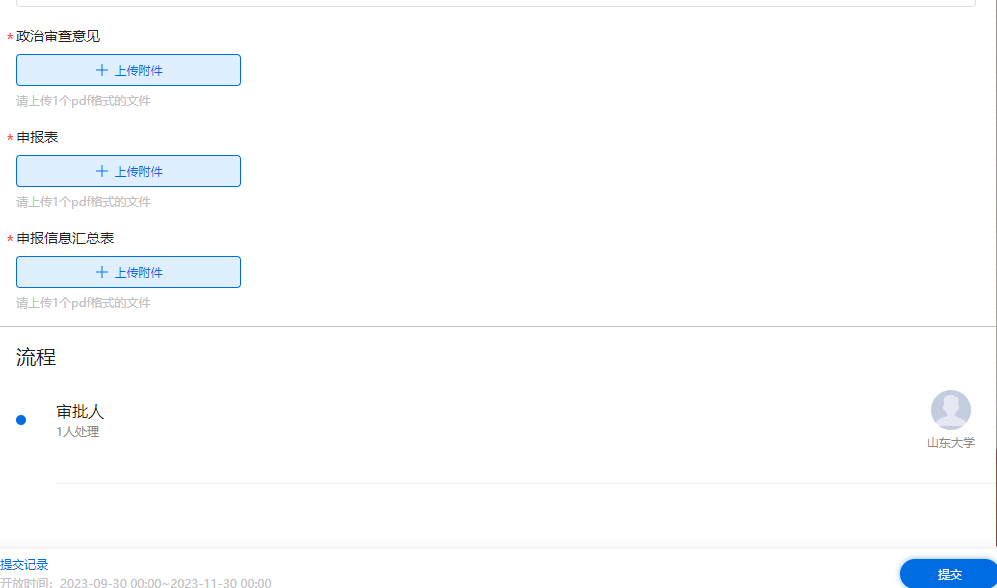 *政治审查意见
+ 上传附件
请上传1个pdf格式的文件
*申报表
+ 上传附件
请上传1个pdf格式的文件
*申报信息汇总表
+ 上传附件
请上传1个pdf格式的文件
流程
审批人
1人处理
山东大学
提交记录
开放时间：2023-09-30 00:00~2023-11-30 00:00
提交